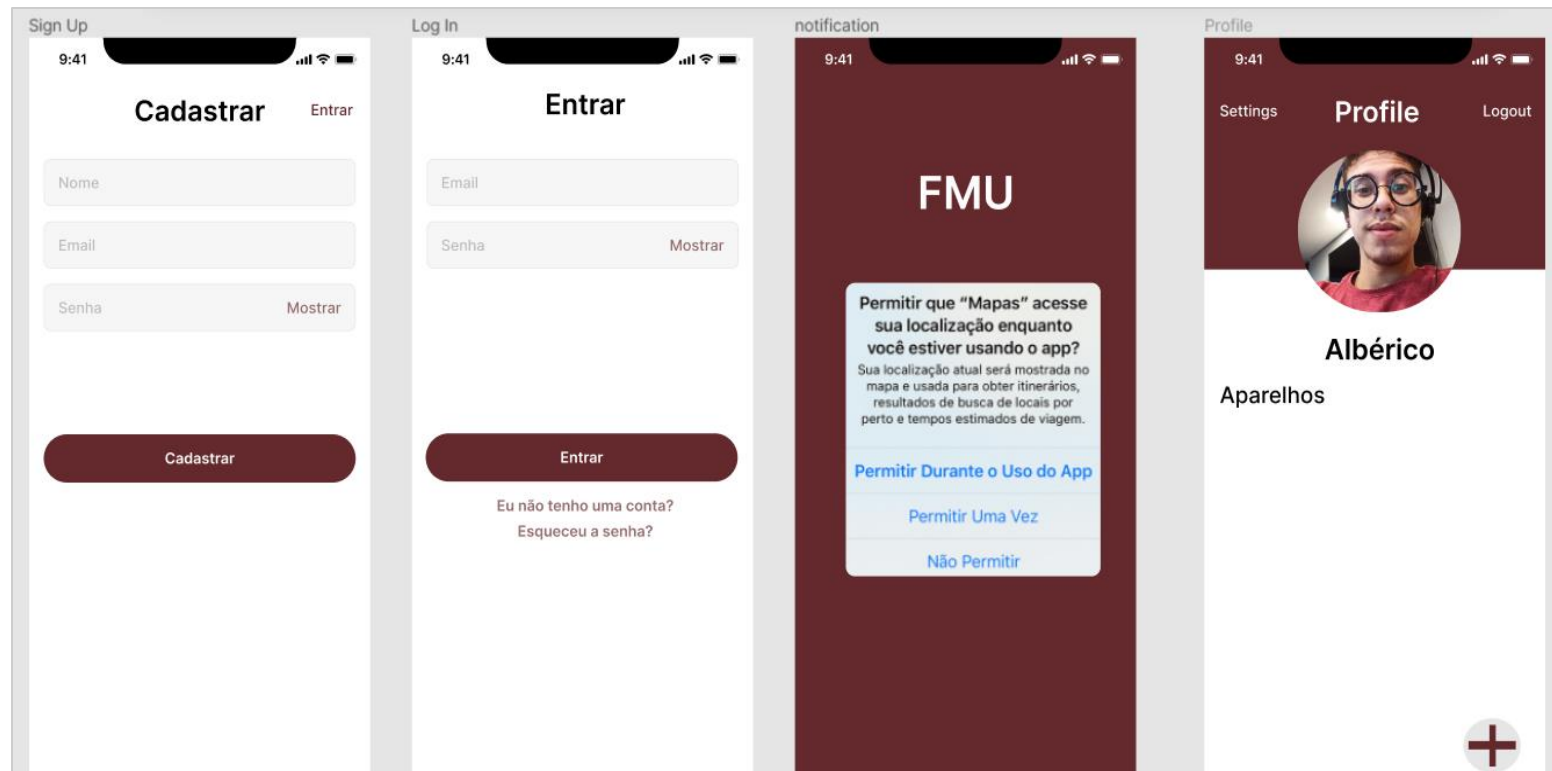 Sign Up
9:41
Cadastrar
Entrar
Nome
Email
Senha
Mostrar
Cadastrar
Log In
9:41
Entrar
Email
Senha
Mostrar
Entrar
Eu não tenho uma conta?
Esqueceu a senha?
notification
9:41
FMU
Permitir que “Mapas” acesse
sua localização enquanto
você estiver usando o app?
Sua localização atual será mostrada no
mapa e usada para obter itinerários,
resultados de busca de locais por
perto e tempos estimados de viagem.
Permitir Durante o Uso do App
Permitir Uma Vez
Não Permitir
Profile
9:41
Settings
Profile
Logout
Albérico
Aparelhos